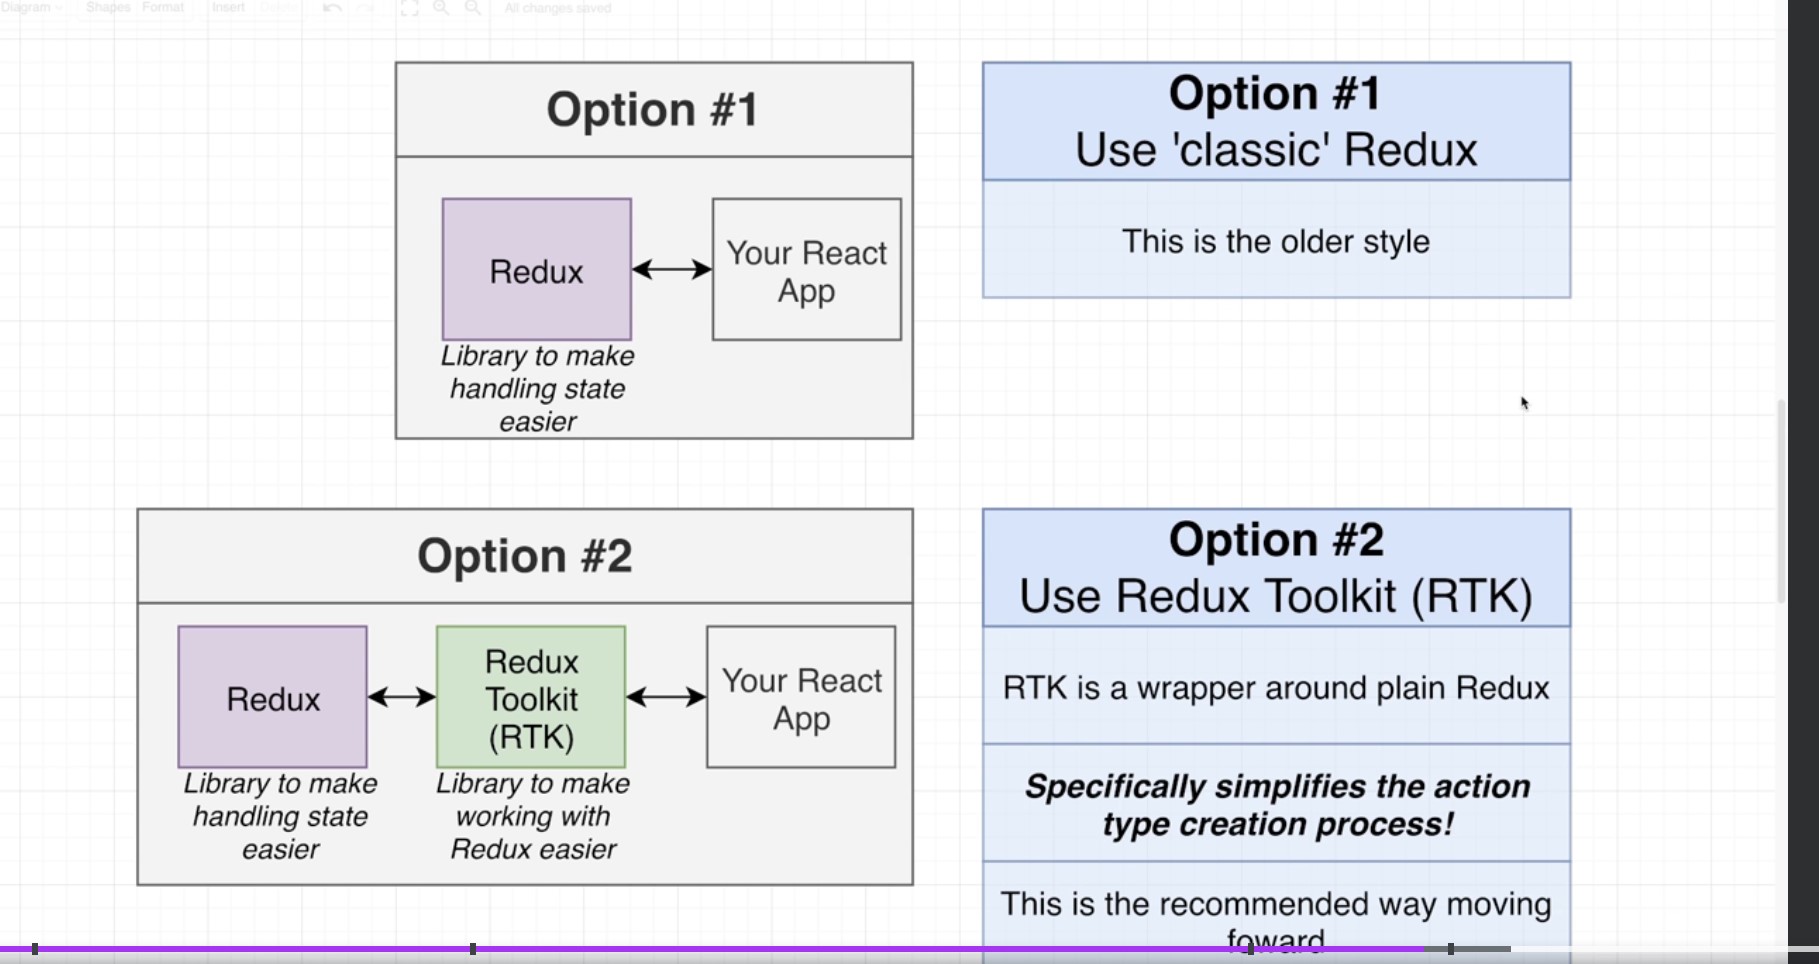 Diagram
Shapes
Format
Insert
Delete
All changes saved
Option #1
Redux
Your React
App
Library to make
handling state
easier
Option #1
Use 'classic' Redux
This is the older style
Option #2
Redux
Redux
Toolkit
(RTK)
Your React
App
Library to make
handling state
easier
Library to make
working with
Redux easier
Option #2
Use Redux Toolkit (RTK)
RTK is a wrapper around plain Redux
Specifically simplifies the action
type creation process!
This is the recommended way moving
foward